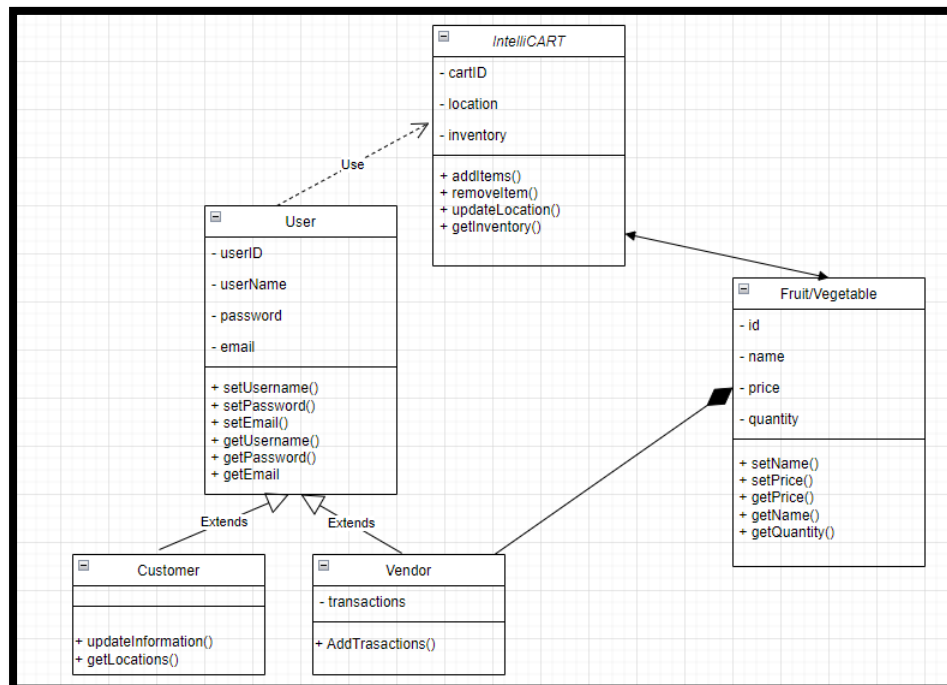 IntelliCART
- cartID
- location
- inventory
+ addItems()
+ removeItem()
+ updateLocation()
+ getInventory()
Use
User
- userID
- userName
- password
- email
+ setUsername()
+ setPassword()
+ setEmail()
+ getUsername()
+ getPassword()
+ getEmail
Fruit/Vegetable
- id
- name
- price
- quantity
+ setName()
+ setPrice()
+ getPrice()
+ getName()
+ getQuantity()
Extends
Extends
Customer
+ updateInformation()
+ getLocations()
Vendor
- transactions
+ AddTrasactions()